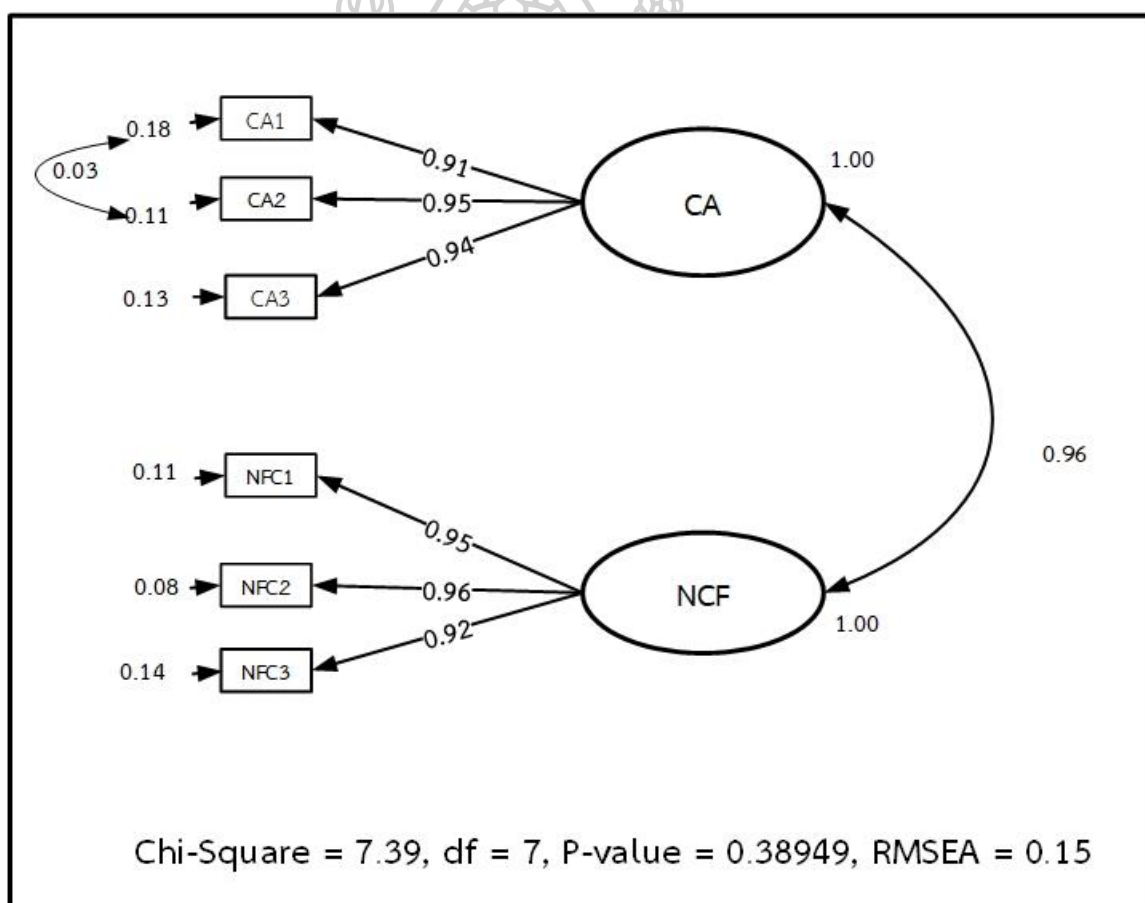 0.18 CA1
0.91
1.00
0.03
0.11 CA2
0.95
CA
0.94
0.13 CA3
0.96
0.11 NFC1
0.95
0.08 NFC2
0.96
NCF
0.92
1.00
0.14 NFC3
Chi-Square = 7.39, df = 7, P-value = 0.38949, RMSEA = 0.15